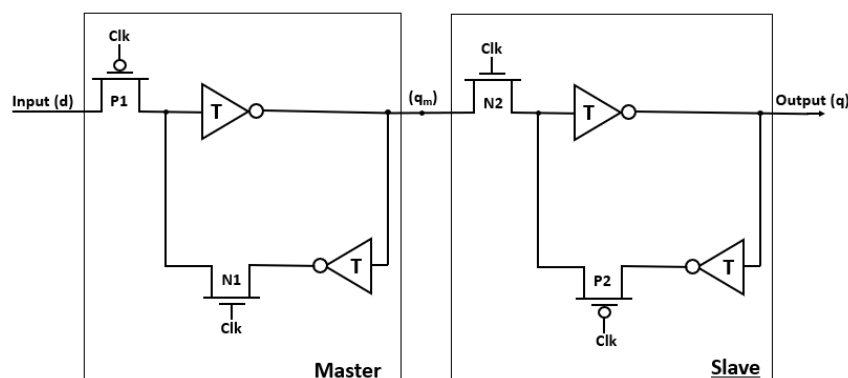 Clk
Clk
Input (d)
P1
T
(qm)
N2
T
Output (q)
N1
T
P2
T
Clk
Clk
Master
Slave